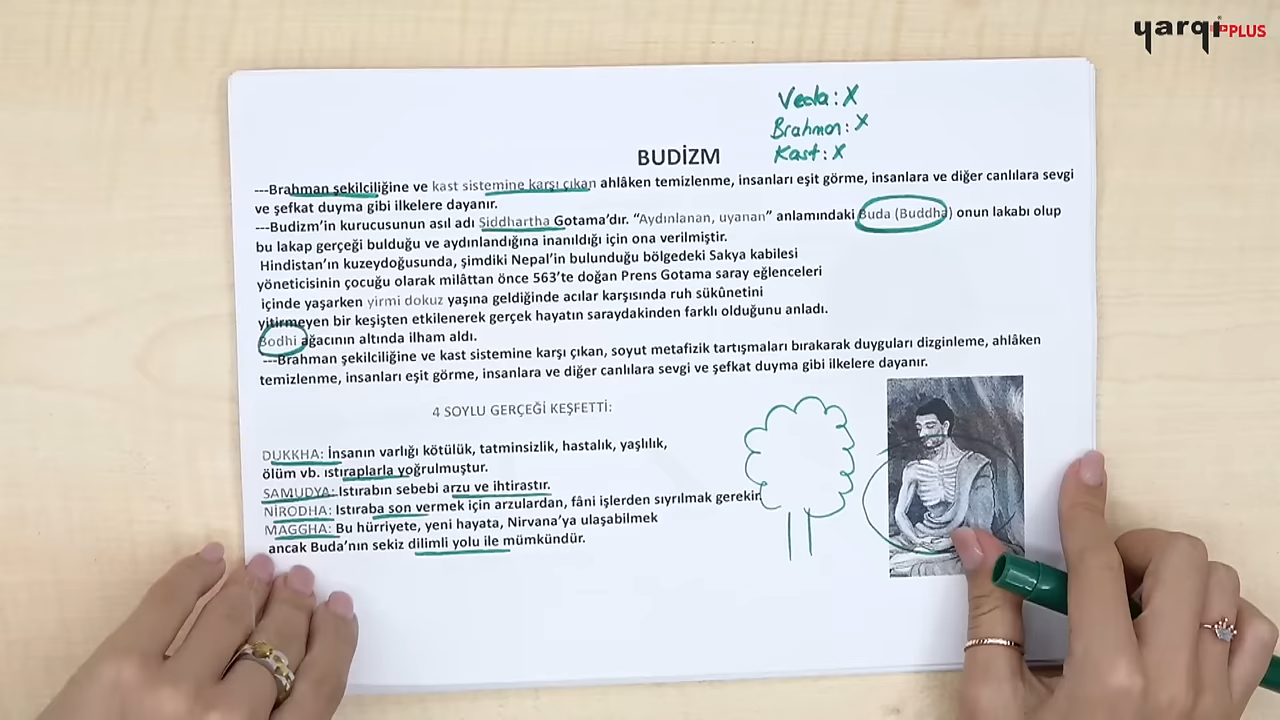 yarqı PLUS
Veda: X
Brahman: X
Kast: X
BUDİZM
---Brahman şekilciliğine ve kast sistemine karşı çıkan ahlâken temizlenme, insanları eşit görme, insanlara ve diğer canlılara sevgi
ve şefkat duyma gibi ilkelere dayanır.
---Budizm'in kurucusunun asıl adı Siddhartha Gotama'dır. “Aydınlanan, uyanan” anlamındaki Buda (Buddha) onun lakabı olup
bu lakap gerçeği bulduğu ve aydınlandığına inanıldığı için ona verilmiştir.
Hindistan'ın kuzeydoğusunda, şimdiki Nepal'in bulunduğu bölgedeki Sakya kabilesi
yöneticisinin çocuğu olarak milâttan önce 563'te doğan Prens Gotama saray eğlenceleri
içinde yaşarken yirmi dokuz yaşına geldiğinde acılar karşısında ruh sükûnetini
yitirmeyen bir keşişten etkilenerek gerçek hayatın saraydakinden farklı olduğunu anladı.
Bodhi ağacının altında ilham aldı.
---Brahman şekilciliğine ve kast sistemine karşı çıkan, soyut metafizik tartışmaları bırakarak duyguları dizginleme, ahlâken
temizlenme, insanları eşit görme, insanlara ve diğer canlılara sevgi ve şefkat duyma gibi ilkelere dayanır.
4 SOYLU GERÇEĞİ KEŞFETTİ:
DUKKHA: İnsanın varlığı kötülük, tatminsizlik, hastalık, yaşlılık,
ölüm vb. ıstıraplarla yoğrulmuştur.
SAMUDYA: Istırabın sebebi arzu ve ihtirastır.
NİRODHA: Istıraba son vermek için arzulardan, fâni işlerden sıyrılmak gerekir.
MAGGHA: Bu hürriyete, yeni hayata, Nirvana'ya ulaşabilmek
ancak Buda'nın sekiz dilimli yolu ile mümkündür.